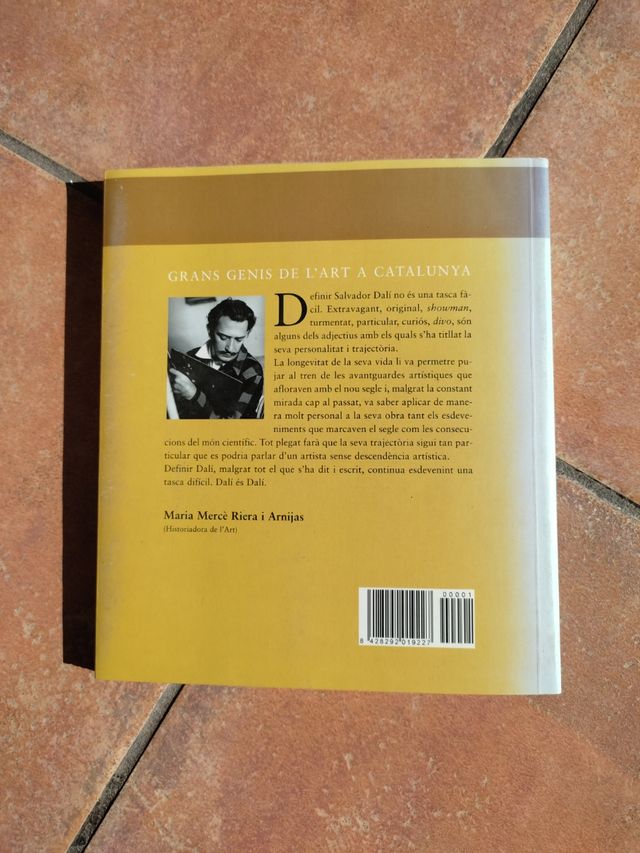 GRANS GENIS DE L'ART A CATALUNYA
Definir Salvador Dalí no és una tasca fà-
cil. Extravagant, original, showman,
turmentat, particular, curiós, divo, són
alguns dels adjectius amb els quals s'ha titllat la
seva personalitat i trajectòria.
La longevitat de la seva vida li va permetre pu-
jar al tren de les avantguardes artístiques que
afloraven amb el nou segle i, malgrat la constant
mirada cap al passat, va saber aplicar de mane-
ra molt personal a la seva obra tant els esdeve-
niments que marcaven el segle com les consecu-
cions del món científic. Tot plegat farà que la seva trajectòria sigui tan par-
ticular que es podria parlar d'un artista sense descendència artística.
Definir Dalí, malgrat tot el que s'ha dit i escrit, continua esdevenint una
tasca difícil. Dalí és Dalí.
Maria Mercè Riera i Arnijas
(Historiadora de l'Art)
00001
8 428292 019227